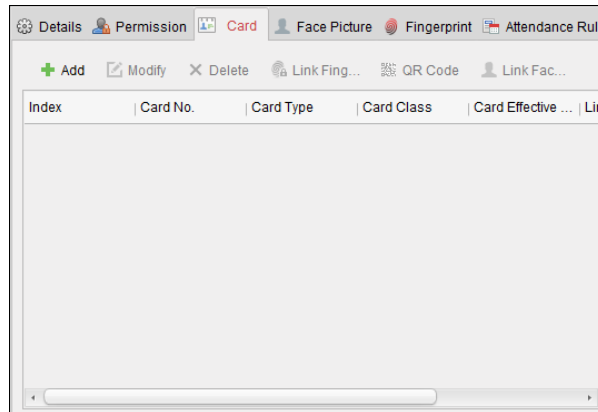 Details Permission Card Face Picture Fingerprint Attendance Rul
Add Modify Delete Link Fing... QR Code Link Fac...
Index Card No. Card Type Card Class Card Effective ... Li